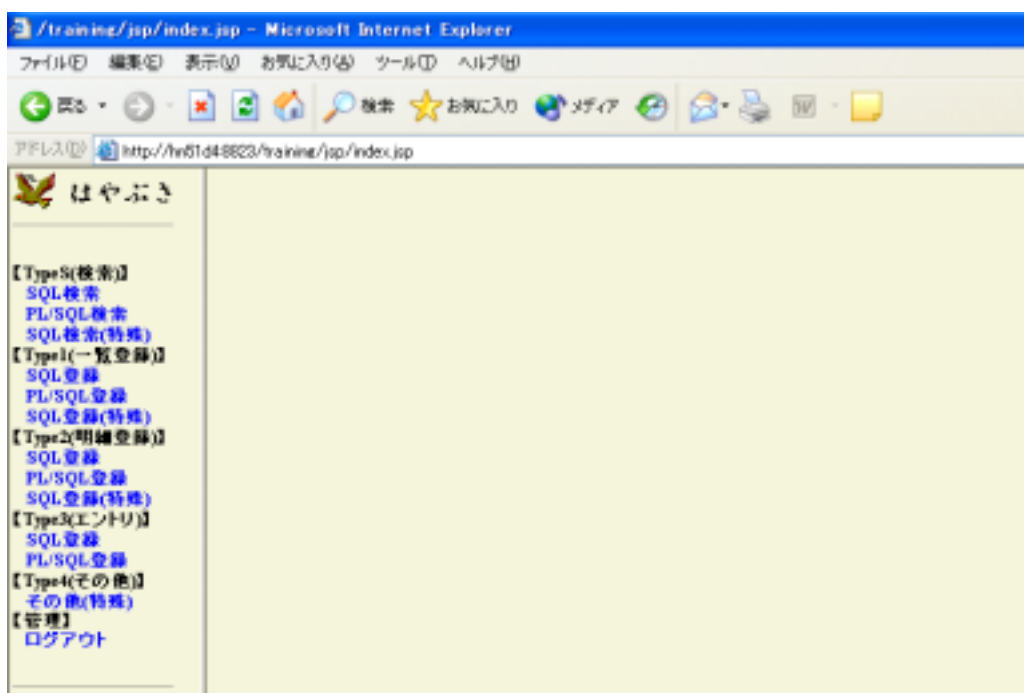 /training/jsp/index.jsp - Microsoft Internet Explorer
ファイル(F) 編集(E) 表示(V) お気に入り(A) ツール(T) ヘルプ(H)
戻る 検索 お気に入り メディア
アドレス(D) http://hn51d4:8823/training/jsp/index.jsp
はやぶさ
【TypeS(検索)】
SQL検索
PL/SQL検索
SQL検索(特殊)
【Type1(一覧登録)】
SQL登録
PL/SQL登録
SQL登録(特殊)
【Type2(明細登録)】
SQL登録
PL/SQL登録
SQL登録(特殊)
【Type3(エントリ)】
SQL登録
PL/SQL登録
【Type4(その他)】
その他(特殊)
【管理】
ログアウト